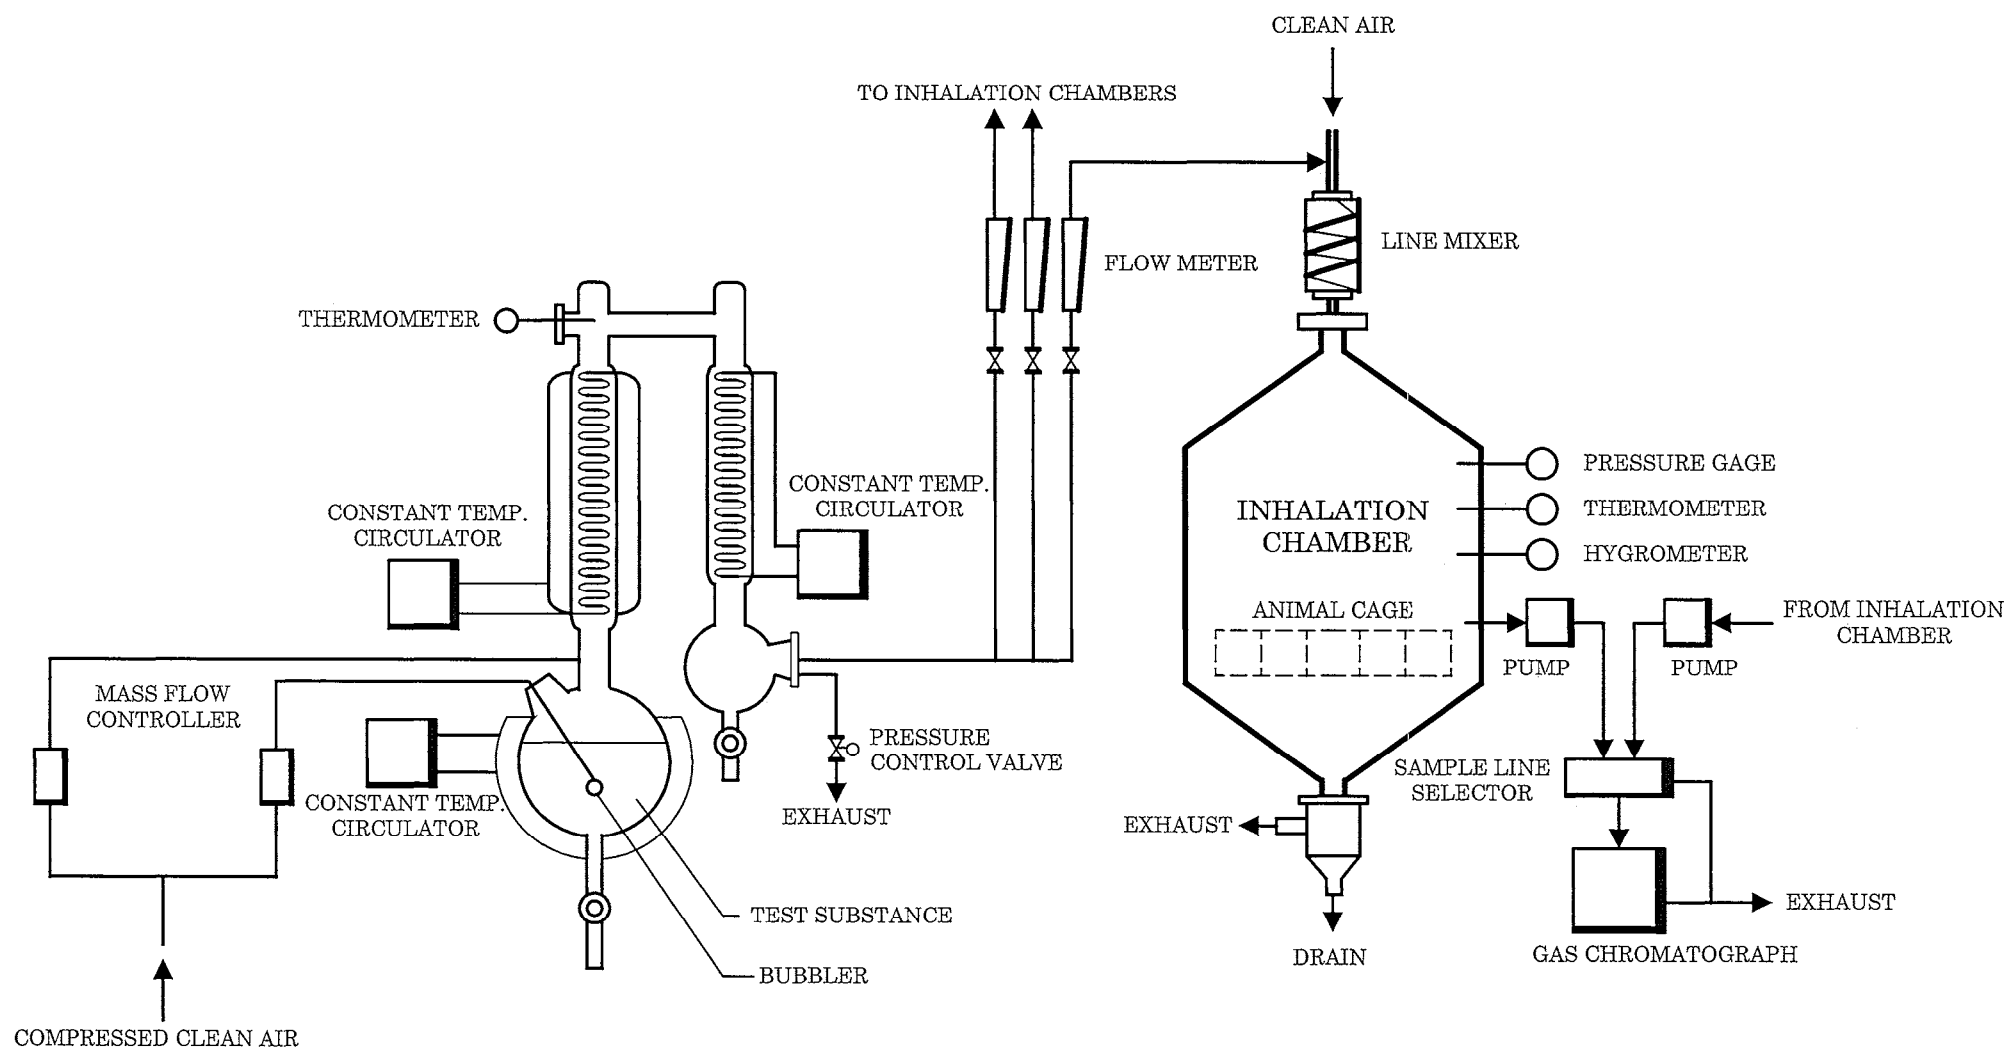 CLEAN AIR
TO INHALATION CHAMBERS
LINE MIXER
FLOW METER
THERMOMETER
PRESSURE GAGE
CONSTANT TEMP.
CIRCULATOR
THERMOMETER
CONSTANT TEMP.
CIRCULATOR
INHALATION
CHAMBER
HYGROMETER
ANIMAL CAGE
FROM INHALATION
CHAMBER
PUMP
PUMP
MASS FLOW
CONTROLLER
PRESSURE
CONTROL VALVE
SAMPLE LINE
SELECTOR
CONSTANT TEMP.
CIRCULATOR
EXHAUST
EXHAUST
EXHAUST
TEST SUBSTANCE
DRAIN
GAS CHROMATOGRAPH
BUBBLER
COMPRESSED CLEAN AIR